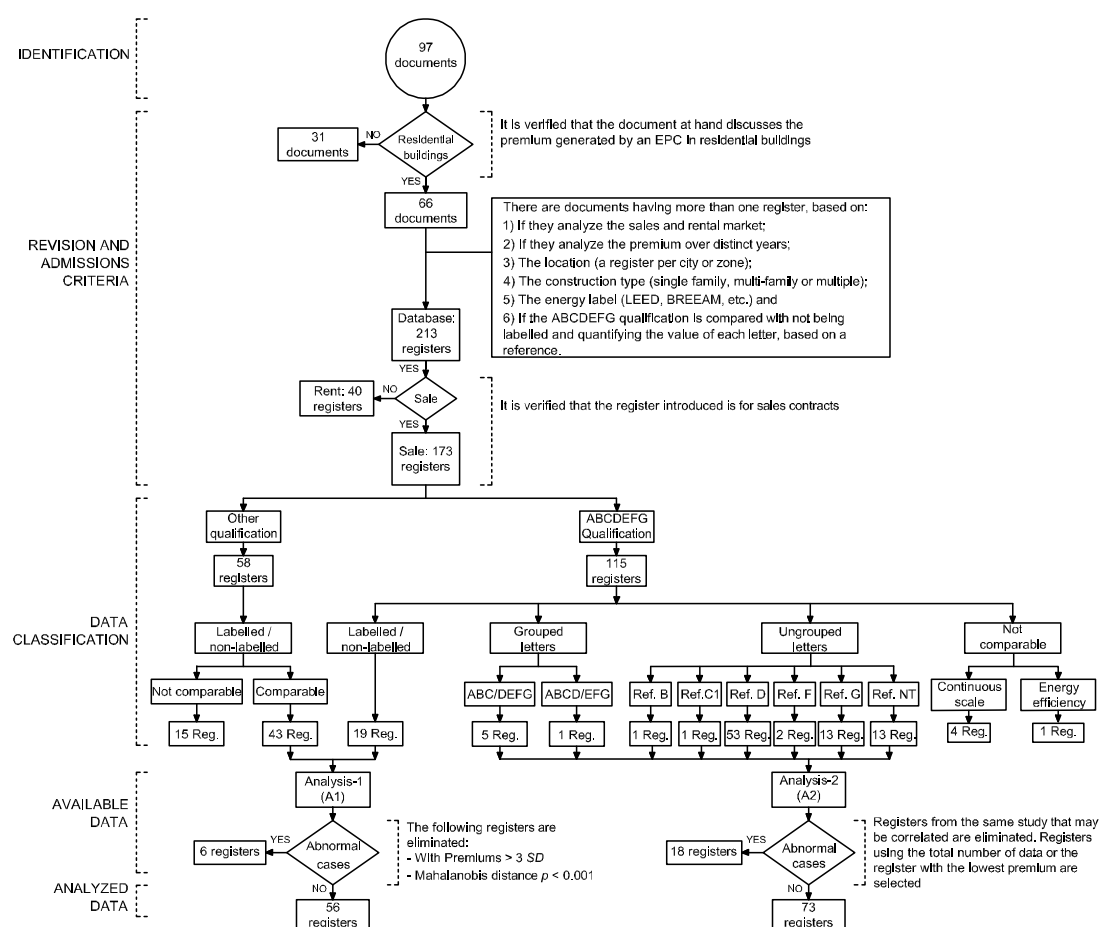 IDENTIFICATION
97
documents
REVISION AND
ADMISSIONS
CRITERIA
Residential
buildings
NO
31
documents
YES
66
documents
It is verified that the document at hand discusses the
premium generated by an EPC in residential buildings
There are documents having more than one register, based on:
1) If they analyze the sales and rental market;
2) If they analyze the premium over distinct years;
3) The location (a register per city or zone);
4) The construction type (single family, multi-family or multiple);
5) The energy label (LEED, BREEAM, etc.) and
6) If the ABCDEFG qualification is compared with not being
labelled and quantifying the value of each letter, based on a
reference.
Database:
213
registers
YES
Sale
NO
Rent: 40
registers
YES
It is verified that the register introduced is for sales contracts
Sale: 173
registers
DATA
CLASSIFICATION
Other
qualification
ABCDEFG
Qualification
58
registers
115
registers
Labelled /
non-labelled
Labelled /
non-labelled
Grouped
letters
Ungrouped
letters
Not
comparable
Not comparable
Comparable
ABC/DEFG
ABCD/EFG
Ref. B
Ref.C1
Ref. D
Ref. F
Ref. G
Ref. NT
Continuous
scale
Energy
efficiency
15 Reg.
43 Reg.
19 Reg.
5 Reg.
1 Reg.
1 Reg.
1 Reg.
53 Reg.
2 Reg.
13 Reg.
13 Reg.
4 Reg.
1 Reg.
AVAILABLE
DATA
Analysis-1
(A1)
Analysis-2
(A2)
Abnormal
cases
YES
6 registers
NO
The following registers are
eliminated:
- With Premiums > 3 SD
- Mahalanobis distance p < 0.001
Abnormal
cases
YES
18 registers
NO
Registers from the same study that may
be correlated are eliminated. Registers
using the total number of data or the
register with the lowest premium are
selected
ANALYZED
DATA
56
registers
73
registers